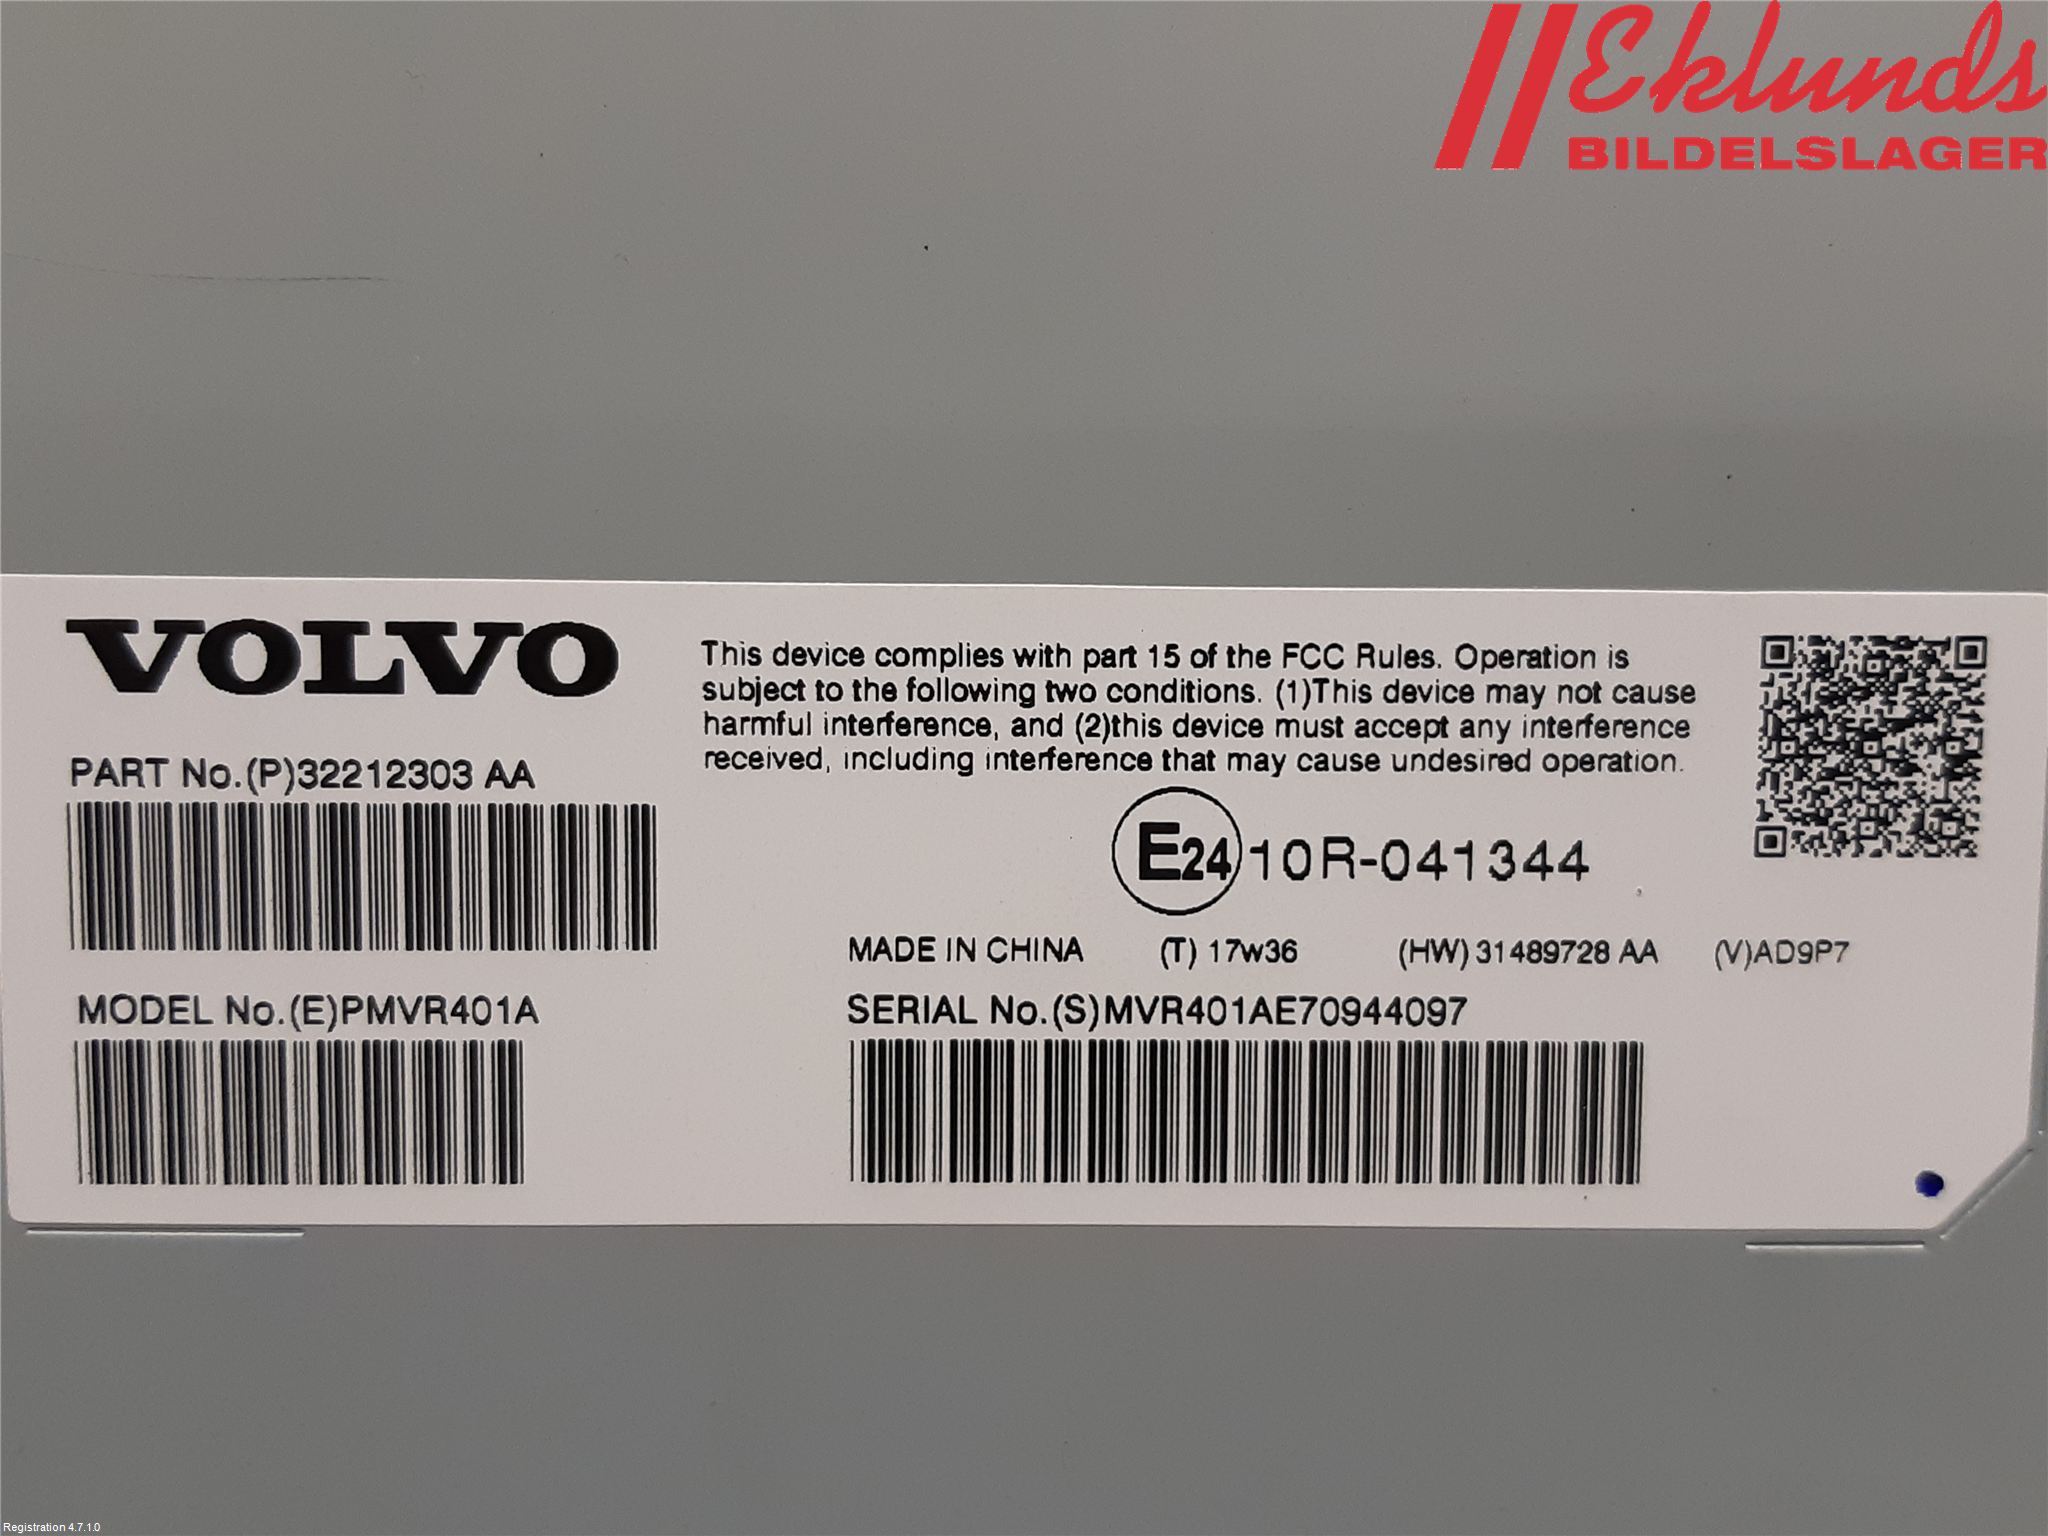 Eklunds
BILDELSLAGER
VOLVO
This device complies with part 15 of the FCC Rules. Operation is
subject to the following two conditions. (1)This device may not cause
harmful interference, and (2)this device must accept any interference
received, including interference that may cause undesired operation.
PART No.(P)32212303 AA
E24 10R-041344
MADE IN CHINA (T) 17w36 (HW) 31489728 AA (V)AD9P7
MODEL No.(E)PMVR401A
SERIAL No.(S)MVR401AE70944097
Registration 4.7.1.0